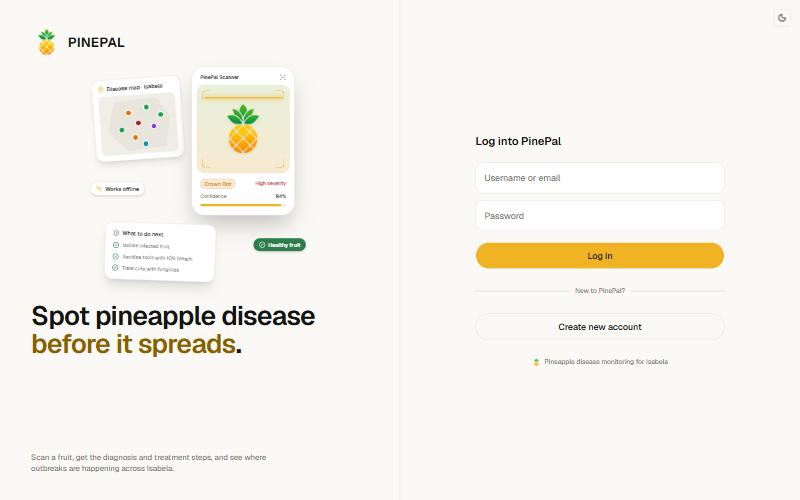 PINEPAL
Disease map · Isabela
PinePal Scanner
Works offline
Crown Rot
High severity
Confidence
94%
What to do next
Isolate infected fruit
Sanitise tools with 10% bleach
Treat cuts with fungicide
Healthy fruit
Spot pineapple disease
before it spreads.
Scan a fruit, get the diagnosis and treatment steps, and see where
outbreaks are happening across Isabela.
Log into PinePal
Username or email
Password
Log in
New to PinePal?
Create new account
Pineapple disease monitoring for Isabela